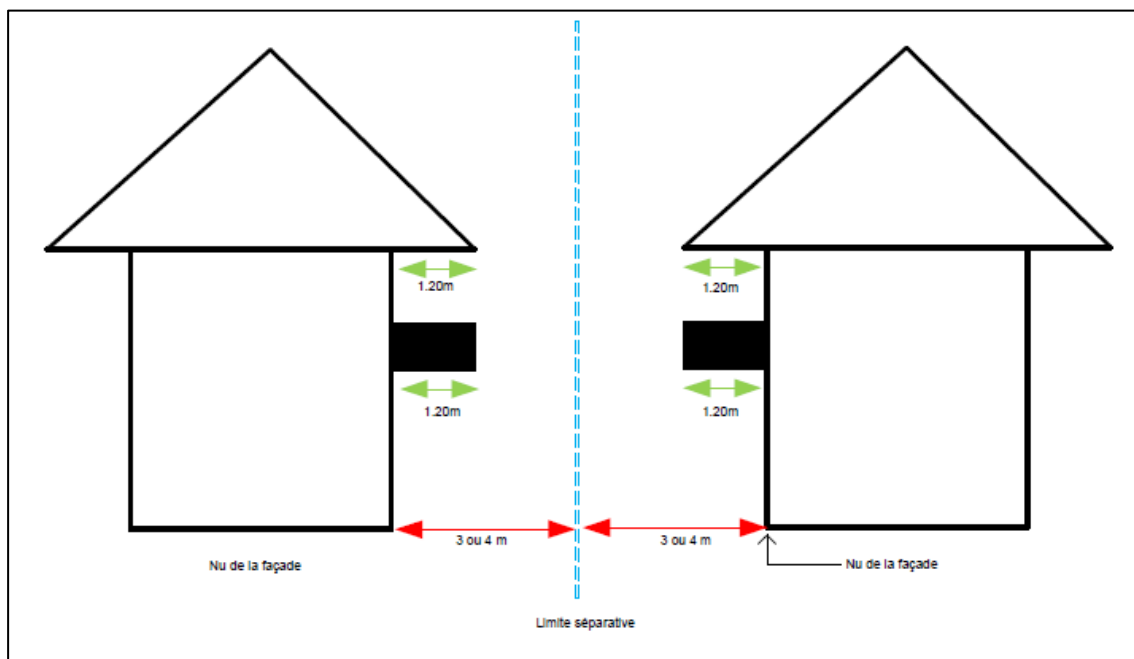 1.20m
1.20m
1.20m
1.20m
3 ou 4 m
3 ou 4 m
Nu de la façade
Nu de la façade
Limite séparative